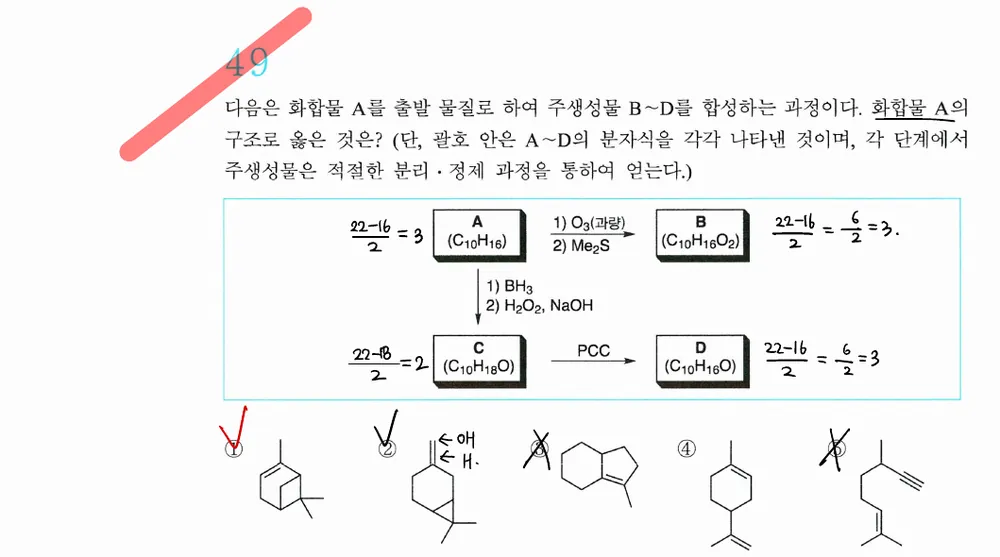 49
다음은 화합물 A를 출발 물질로 하여 주생성물 B~D를 합성하는 과정이다. 화합물 A의
구조로 옳은 것은? (단, 괄호 안은 A~D의 분자식을 각각 나타낸 것이며, 각 단계에서
주생성물은 적절한 분리·정제 과정을 통하여 얻는다.)
22-16/2 = 3
A
(C₁₀H₁₆)
1) O₃(과량)
2) Me₂S
B
(C₁₀H₁₆O₂)
22-16/2 = 6/2 = 3.
1) BH₃
2) H₂O₂, NaOH
22-18/2 = 2
C
(C₁₀H₁₈O)
PCC
D
(C₁₀H₁₆O)
22-16/2 = 6/2 = 3
① ② ③ ④ ⑤
← OH
← H.